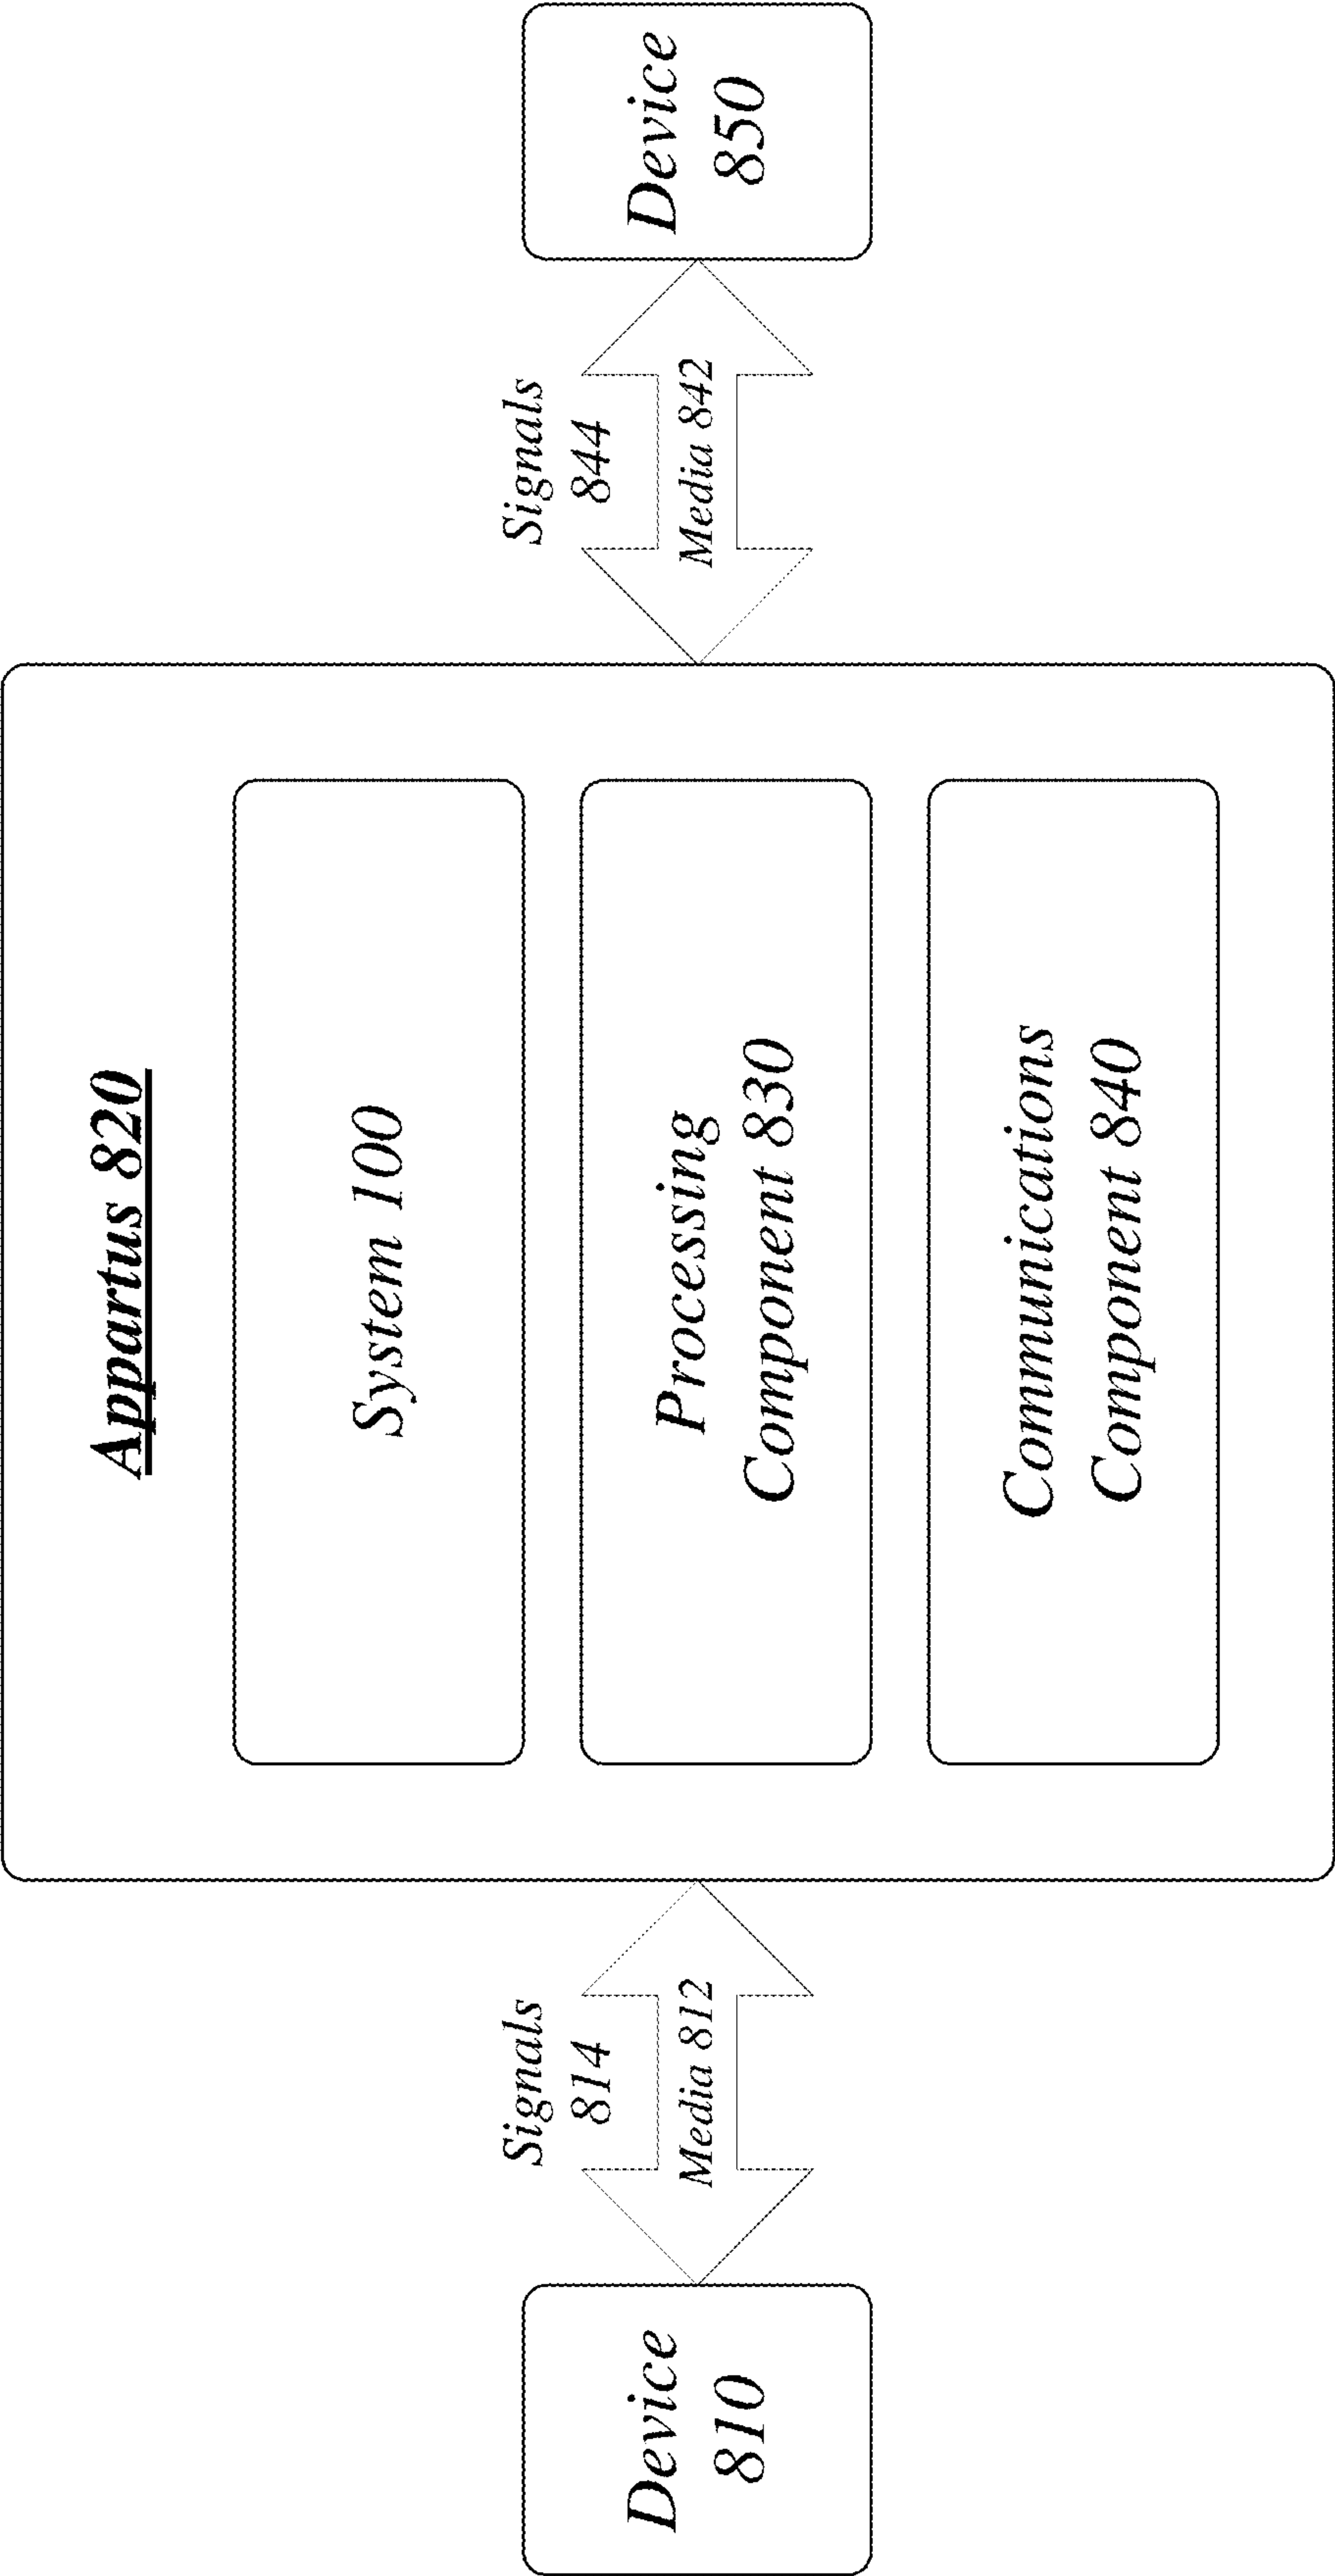 Appartus 820
Device
810
Signals
814
Media 812
System 100
Processing
Component 830
Communications
Component 840
Signals
844
Media 842
Device
850